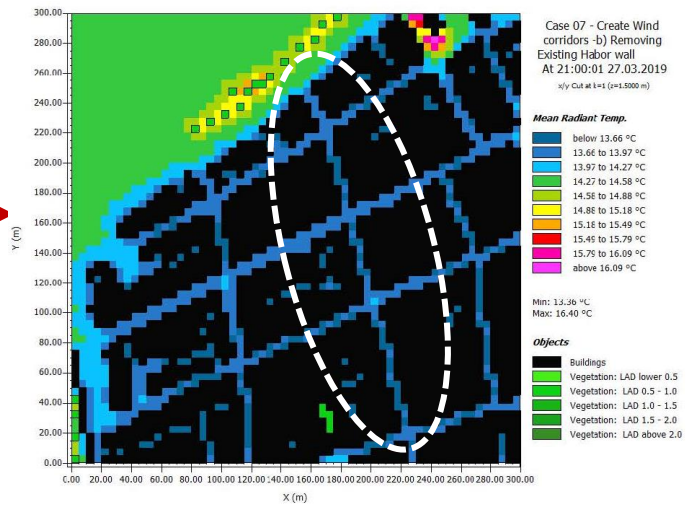 Case 07 - Create Wind
corridors -b) Removing
Existing Habor wall
At 21:00:01 27.03.2019
x/y Cut at k=1 (z=1.5000 m)
Mean Radiant Temp.
below 13.66 °C
13.66 to 13.97 °C
13.97 to 14.27 °C
14.27 to 14.58 °C
14.58 to 14.88 °C
14.88 to 15.18 °C
15.18 to 15.49 °C
15.49 to 15.79 °C
15.79 to 16.09 °C
above 16.09 °C
Min: 13.36 °C
Max: 16.40 °C
Objects
Buildings
Vegetation: LAD lower 0.5
Vegetation: LAD 0.5 - 1.0
Vegetation: LAD 1.0 - 1.5
Vegetation: LAD 1.5 - 2.0
Vegetation: LAD above 2.0
300.00
280.00
260.00
240.00
220.00
200.00
180.00
160.00
140.00
120.00
100.00
80.00
60.00
40.00
20.00
0.00
Y (m)
0.00 20.00 40.00 60.00 80.00 100.00 120.00 140.00 160.00 180.00 200.00 220.00 240.00 260.00 280.00 300.00
X (m)